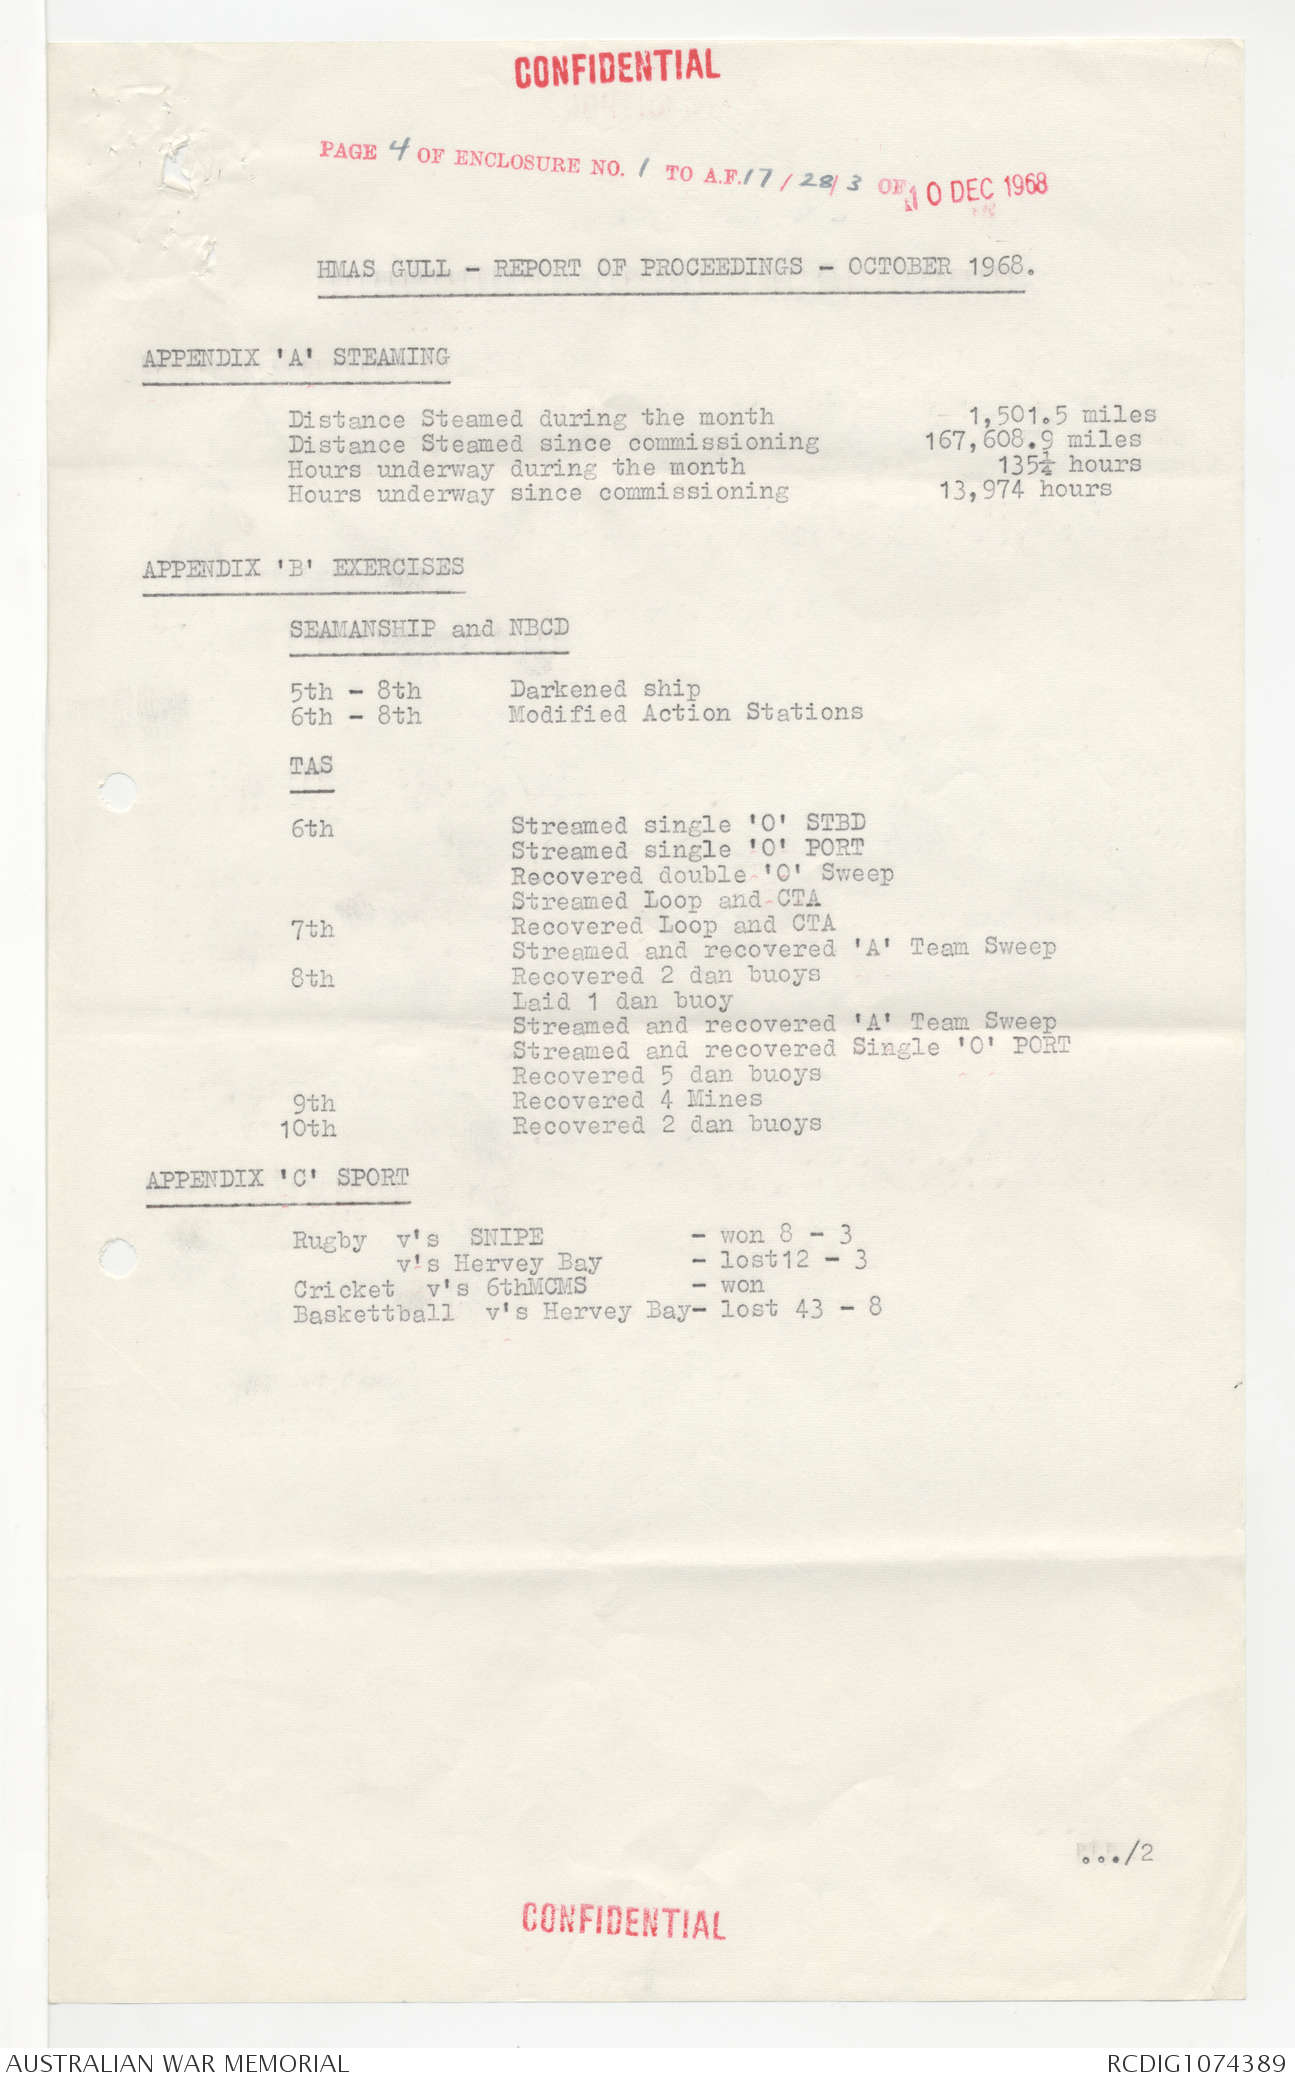 CONFIDENTIAL
PAGE 4 OF ENCLOSURE NO. 1 TO A.F. 17 / 28/ 3 OF 10 DEC 1968
HMAS GULL - REPORT OF PROCEEDINGS - OCTOBER 1968.
APPENDIX 'A' STEAMING
Distance Steamed during the month 1,501.5 miles
Distance Steamed since commissioning 167,608.9 miles
Hours underway during the month 135¼ hours
Hours underway since commissioning 13,974 hours
APPENDIX 'B' EXERCISES
SEAMANSHIP and NBCD
5th - 8th Darkened ship
6th - 8th Modified Action Stations
TAS
6th Streamed single 'O' STBD
Streamed single 'O' PORT
Recovered double 'O' Sweep
Streamed Loop and CTA
7th Recovered Loop and CTA
Streamed and recovered 'A' Team Sweep
8th Recovered 2 dan buoys
Laid 1 dan buoy
Streamed and recovered 'A' Team Sweep
Streamed and recovered Single 'O' PORT
Recovered 5 dan buoys
9th Recovered 4 Mines
10th Recovered 2 dan buoys
APPENDIX 'C' SPORT
Rugby v's SNIPE - won 8 - 3
v's Hervey Bay - lost12 - 3
Cricket v's 6thMCMS - won
Baskettball v's Hervey Bay- lost 43 - 8
.../2
CONFIDENTIAL
AUSTRALIAN WAR MEMORIAL RCDIG1074389